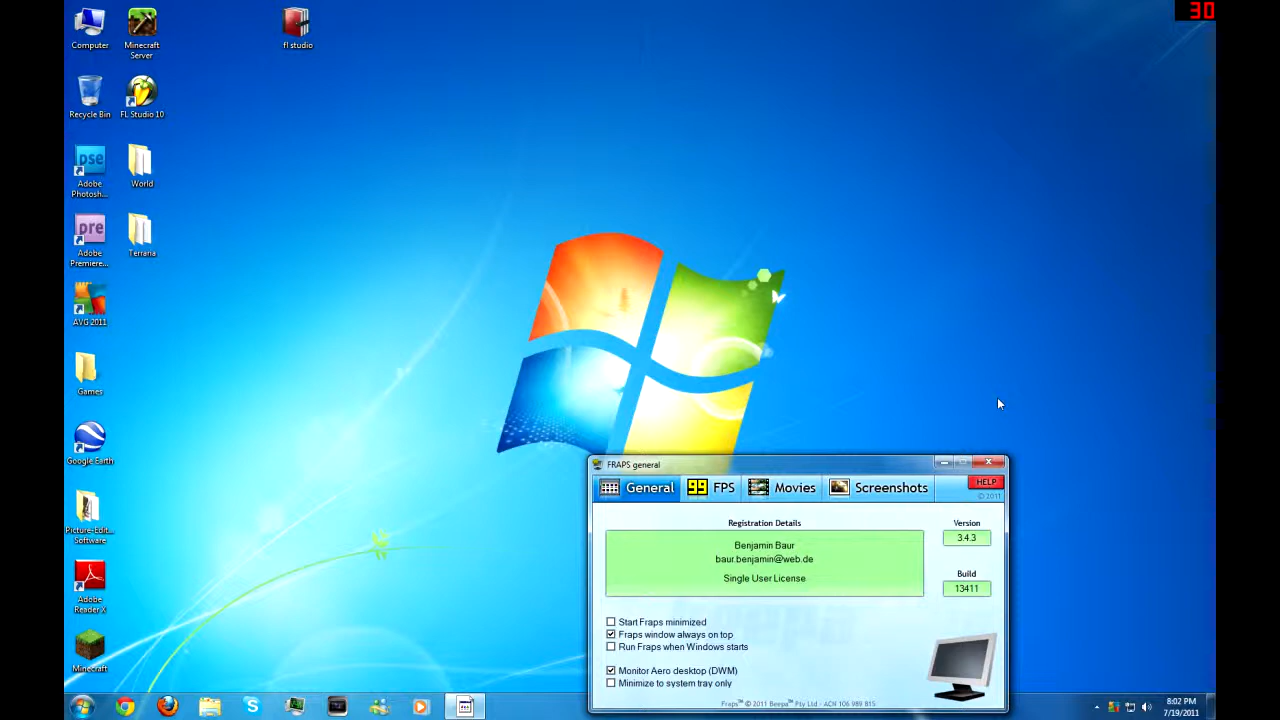 30
Computer
Minecraft
Server
fl studio
Recycle Bin
FL Studio 10
pse
Adobe
Photosh...
World
pre
Adobe
Premiere...
Terraria
AVG 2011
Games
Google Earth
Picture-Edit...
Software
Adobe
Reader X
Minecraft
FRAPS general
General
99 FPS
Movies
Screenshots
HELP
© 2011
Registration Details
Benjamin Baur
baur.benjamin@web.de
Single User License
Version
3.4.3
Build
13411
Start Fraps minimized
Fraps window always on top
Run Fraps when Windows starts
Monitor Aero desktop (DWM)
Minimize to system tray only
Fraps™ © 2011 Beepa™ Pty Ltd - ACN 106 989 815
8:02 PM
7/19/2011